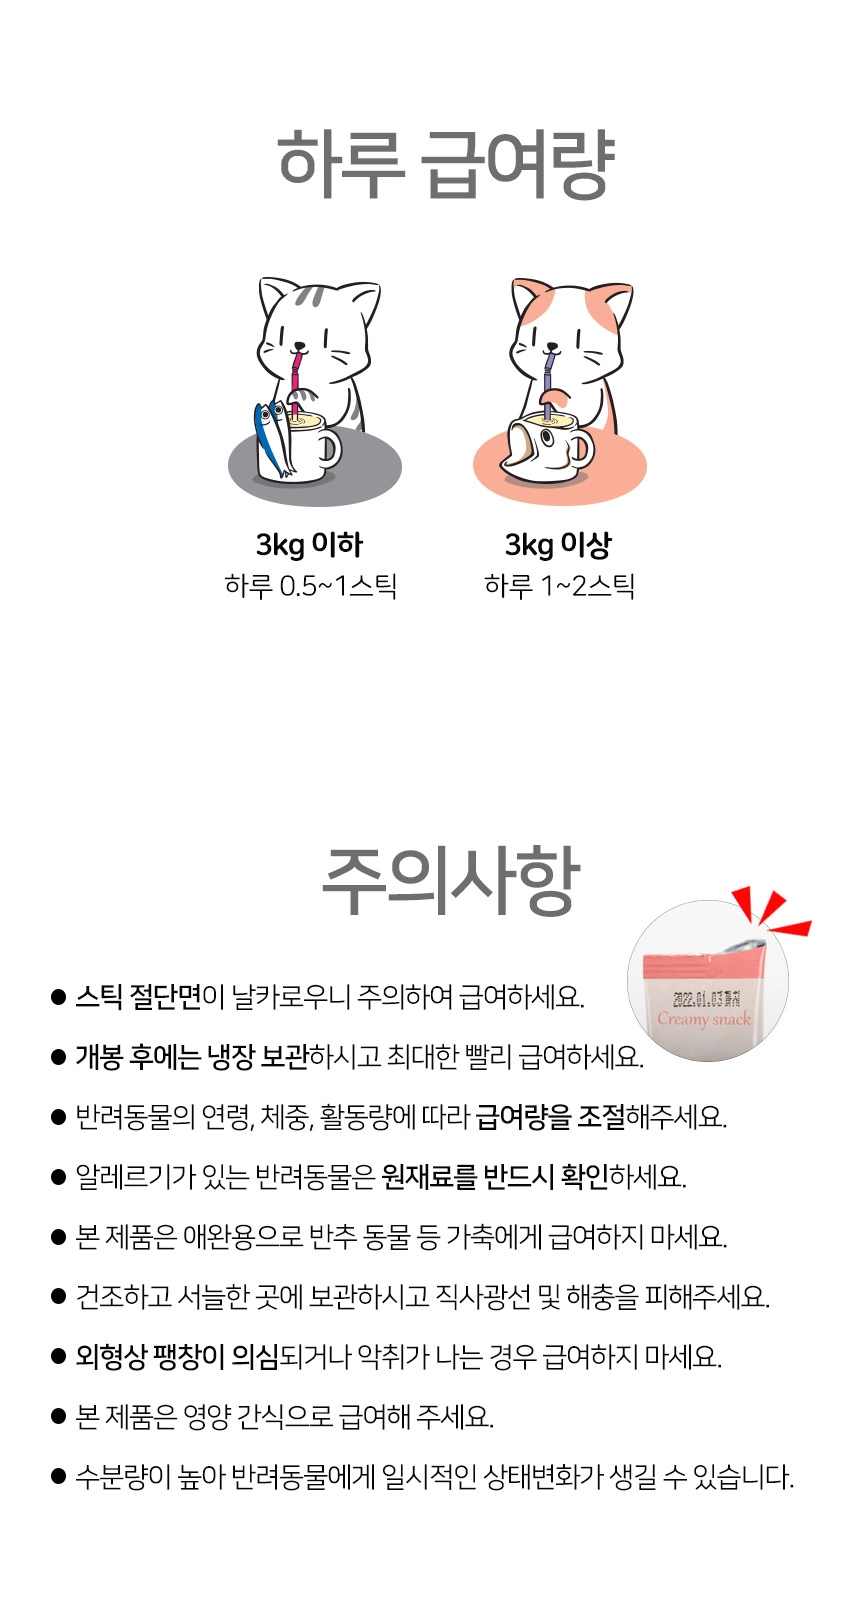 하루 급여량
3kg 이하
하루 0.5~1스틱
3kg 이상
하루 1~2스틱
주의사항
2022.01.03 까지
Creamy snack
● 스틱 절단면이 날카로우니 주의하여 급여하세요.
● 개봉 후에는 냉장 보관하시고 최대한 빨리 급여하세요.
● 반려동물의 연령, 체중, 활동량에 따라 급여량을 조절해주세요.
● 알레르기가 있는 반려동물은 원재료를 반드시 확인하세요.
● 본 제품은 애완용으로 반추 동물 등 가축에게 급여하지 마세요.
● 건조하고 서늘한 곳에 보관하시고 직사광선 및 해충을 피해주세요.
● 외형상 팽창이 의심되거나 악취가 나는 경우 급여하지 마세요.
● 본 제품은 영양 간식으로 급여해 주세요.
● 수분량이 높아 반려동물에게 일시적인 상태변화가 생길 수 있습니다.